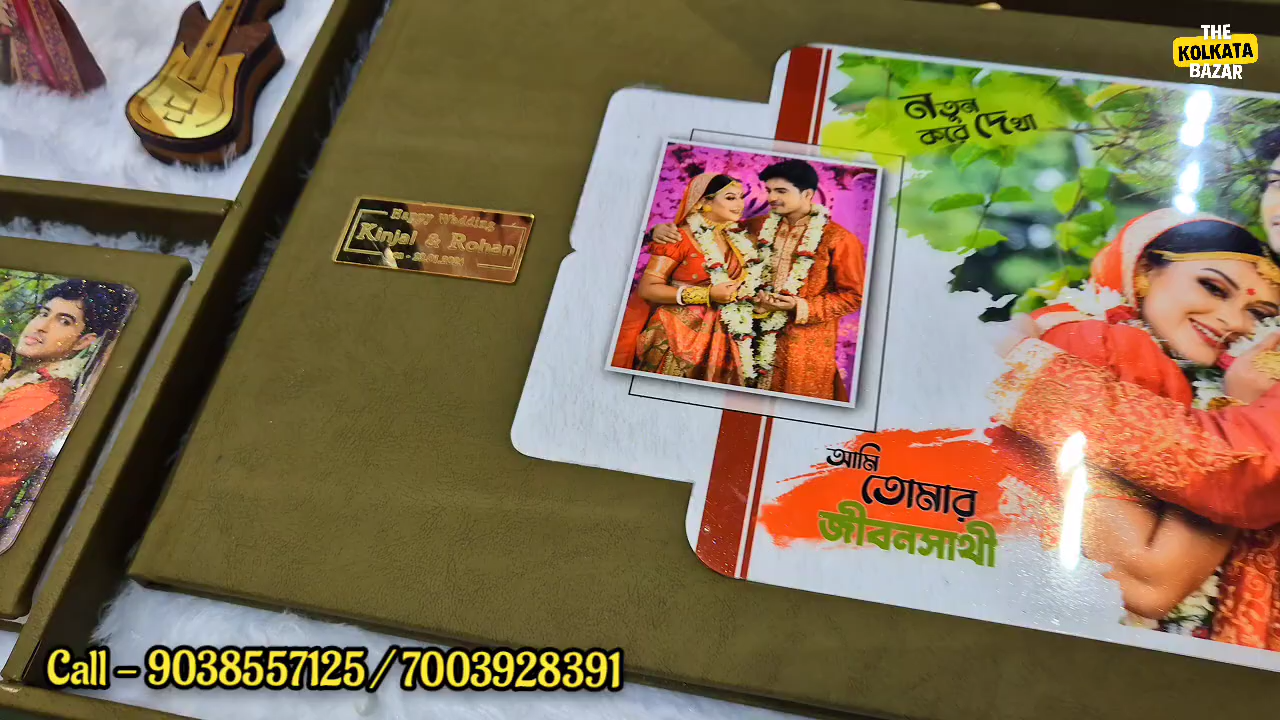 THE
KOLKATA
BAZAR
নতুন
করে দেখা
Happy Wedding
Kinjal & Rohan
আমি
তোমার
জীবনসাথী
Call - 9038557125 / 7003928391